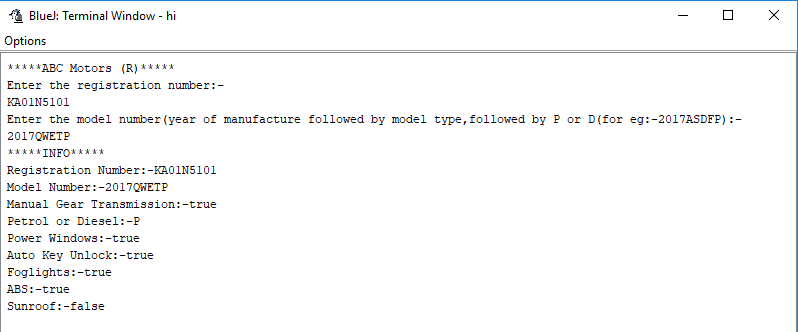 BlueJ: Terminal Window - hi
Options
*****ABC Motors (R)*****
Enter the registration number:-
KA01N5101
Enter the model number(year of manufacture followed by model type,followed by P or D(for eg:-2017ASDFP):-
2017QWETP
*****INFO*****
Registration Number:-KA01N5101
Model Number:-2017QWETP
Manual Gear Transmission:-true
Petrol or Diesel:-P
Power Windows:-true
Auto Key Unlock:-true
Foglights:-true
ABS:-true
Sunroof:-false